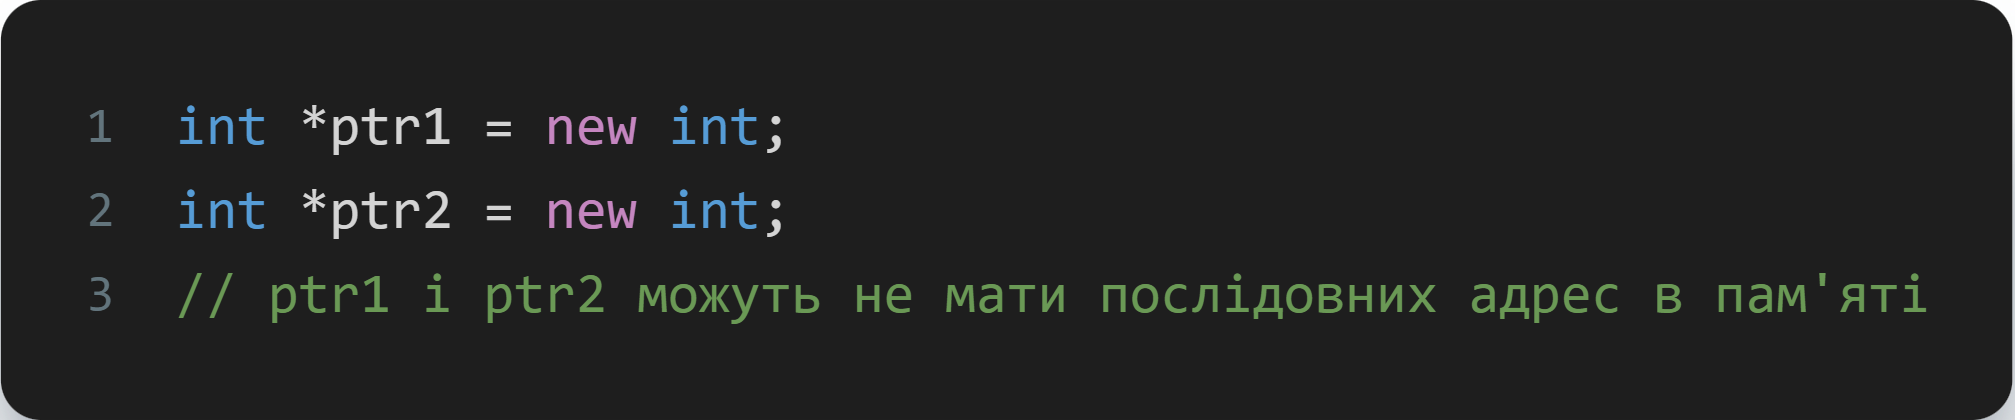 1 int *ptr1 = new int;
2 int *ptr2 = new int;
3 // ptr1 і ptr2 можуть не мати послідовних адрес в пам'яті